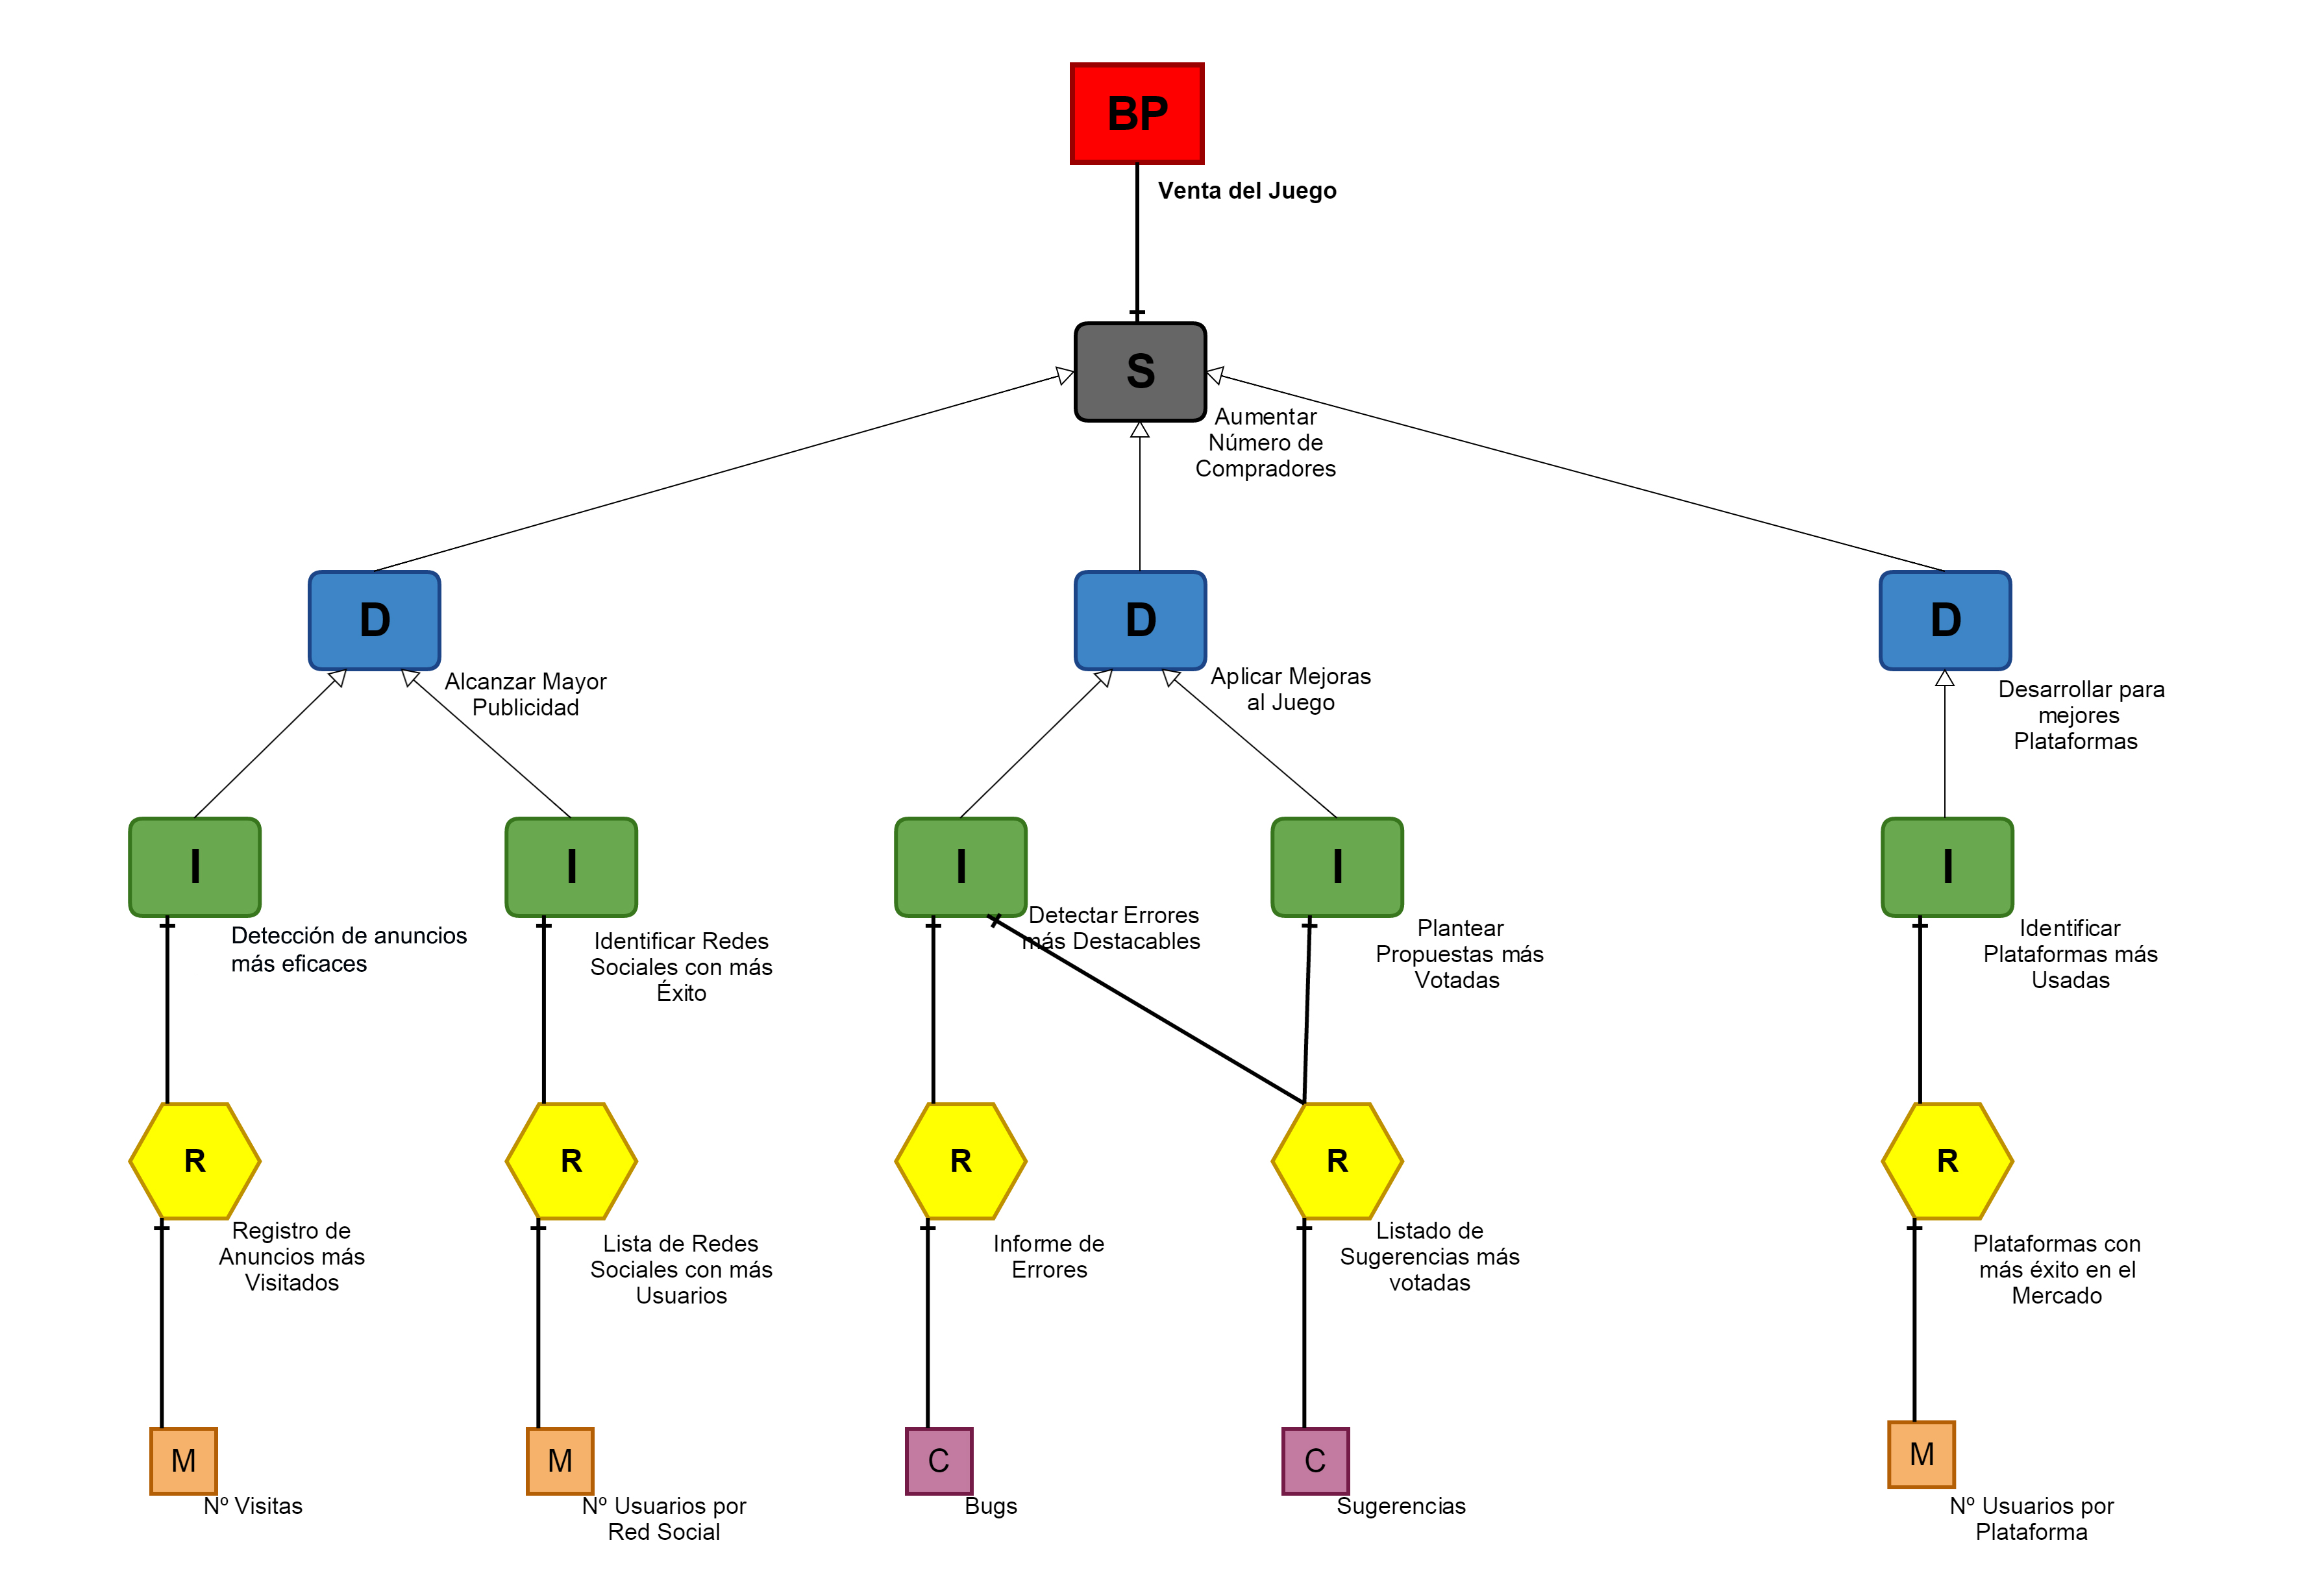 BP
Venta del Juego
S
Aumentar
Número de
Compradores
D
Alcanzar Mayor
Publicidad
D
Aplicar Mejoras
al Juego
D
Desarrollar para
mejores
Plataformas
I
Detección de anuncios
más eficaces
I
Identificar Redes
Sociales con más
Éxito
I
Detectar Errores
más Destacables
I
Plantear
Propuestas más
Votadas
I
Identificar
Plataformas más
Usadas
R
Registro de
Anuncios más
Visitados
R
Lista de Redes
Sociales con más
Usuarios
R
Informe de
Errores
R
Listado de
Sugerencias más
votadas
R
Plataformas con
más éxito en el
Mercado
M
Nº Visitas
M
Nº Usuarios por
Red Social
C
Bugs
C
Sugerencias
M
Nº Usuarios por
Plataforma